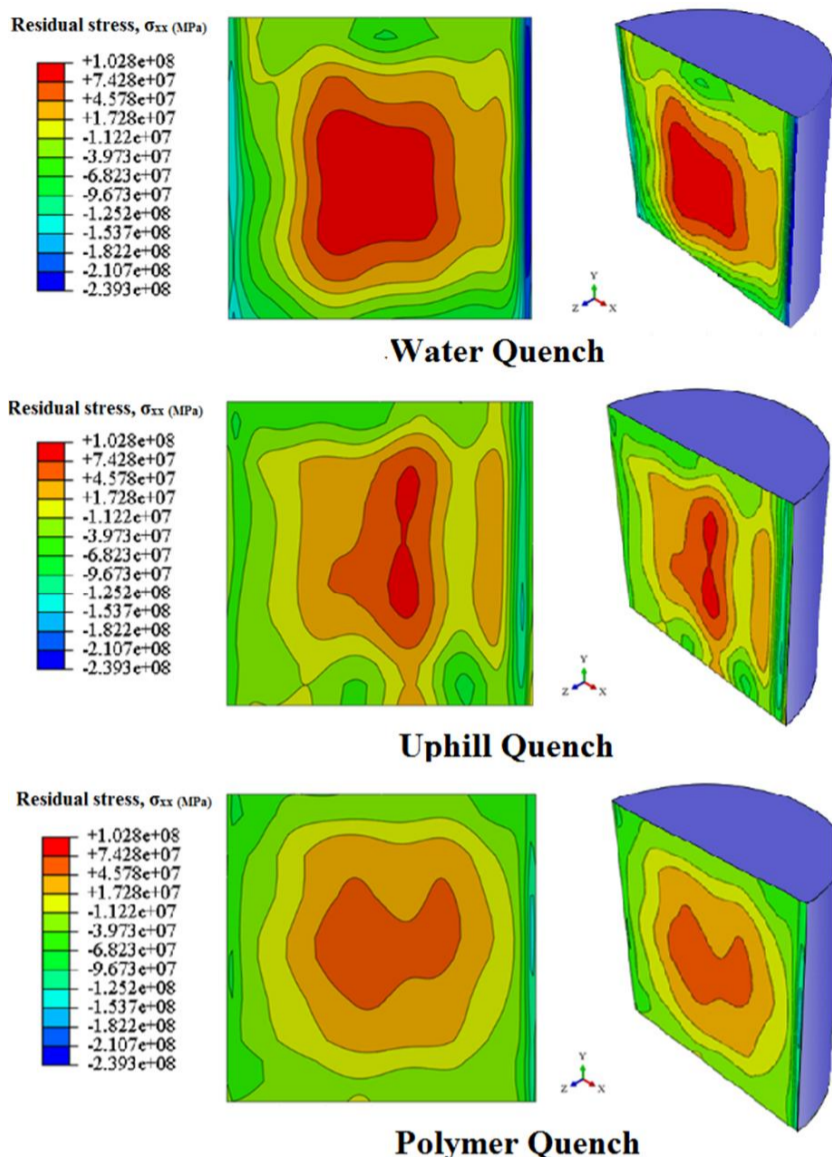 Residual stress, σxx (MPa)
+1.028e+08
+7.428e+07
+4.578e+07
+1.728e+07
-1.122e+07
-3.973e+07
-6.823e+07
-9.673e+07
-1.252e+08
-1.537e+08
-1.822e+08
-2.107e+08
-2.393e+08
Y
Z X
.Water Quench
Residual stress, σxx (MPa)
+1.028e+08
+7.428e+07
+4.578e+07
+1.728e+07
-1.122e+07
-3.973e+07
-6.823e+07
-9.673e+07
-1.252e+08
-1.537e+08
-1.822e+08
-2.107e+08
-2.393e+08
Y
Z X
Uphill Quench
Residual stress, σxx (MPa)
+1.028e+08
+7.428e+07
+4.578e+07
+1.728e+07
-1.122e+07
-3.973e+07
-6.823e+07
-9.673e+07
-1.252e+08
-1.537e+08
-1.822e+08
-2.107e+08
-2.393e+08
Y
Z X
Polymer Quench